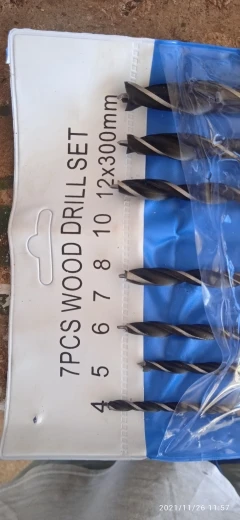 7PCS WOOD DRILL SET
4 5 6 7 8 10 12x300mm
2021/11/26 11:57